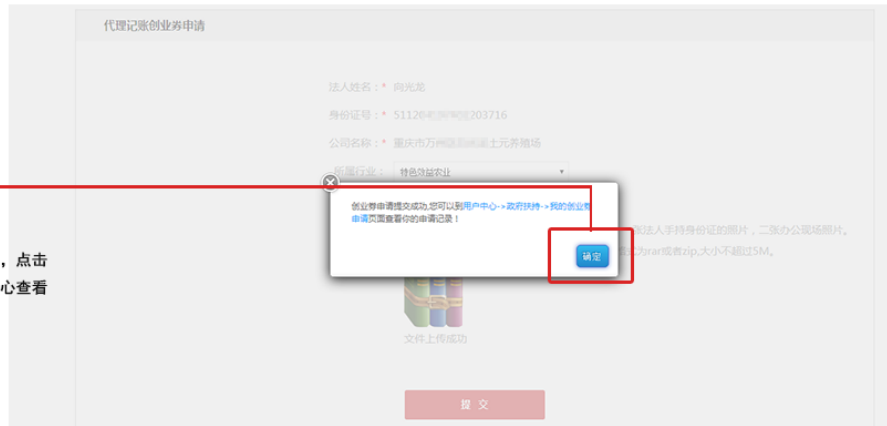 代理记账创业券申请
法人姓名：* 向光龙
身份证号：* 51126 203716
公司名称：* 重庆市万 土元养殖场
所属行业： 特色效益农业
创业券申请提交成功,您可以到用户中心->政府扶持->我的创业券
申请页面查看你的申请记录！
张法人手持身份证的照片，二张办公现场照片。
确定
式为rar或者zip,大小不超过5M。
，点击
心查看
文件上传成功
提 交